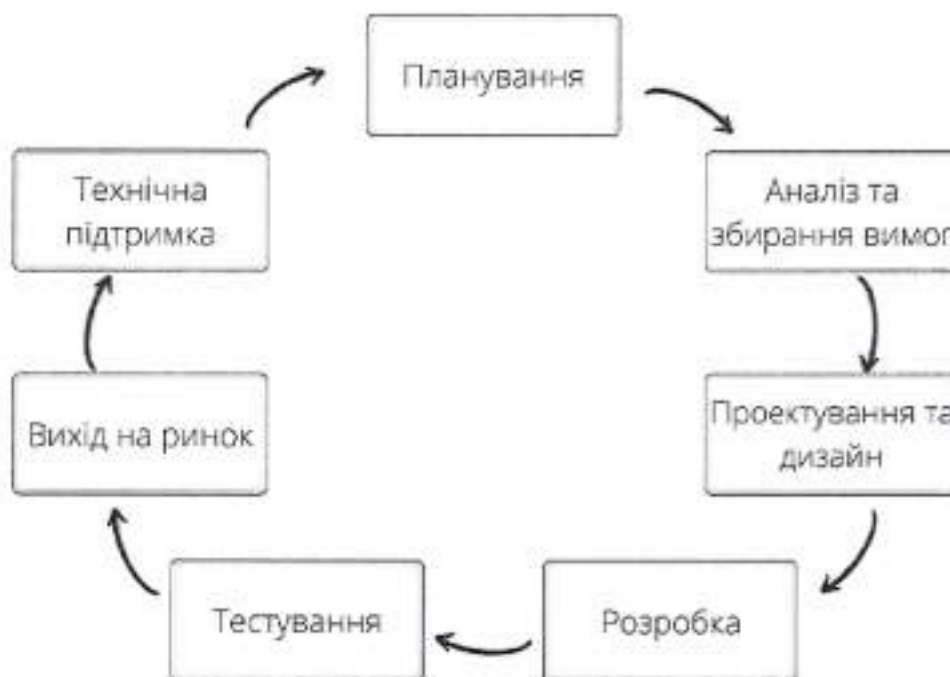 Планування
Аналіз та
збирання вимог
Проектування та
дизайн
Розробка
Тестування
Вихід на ринок
Технічна
підтримка